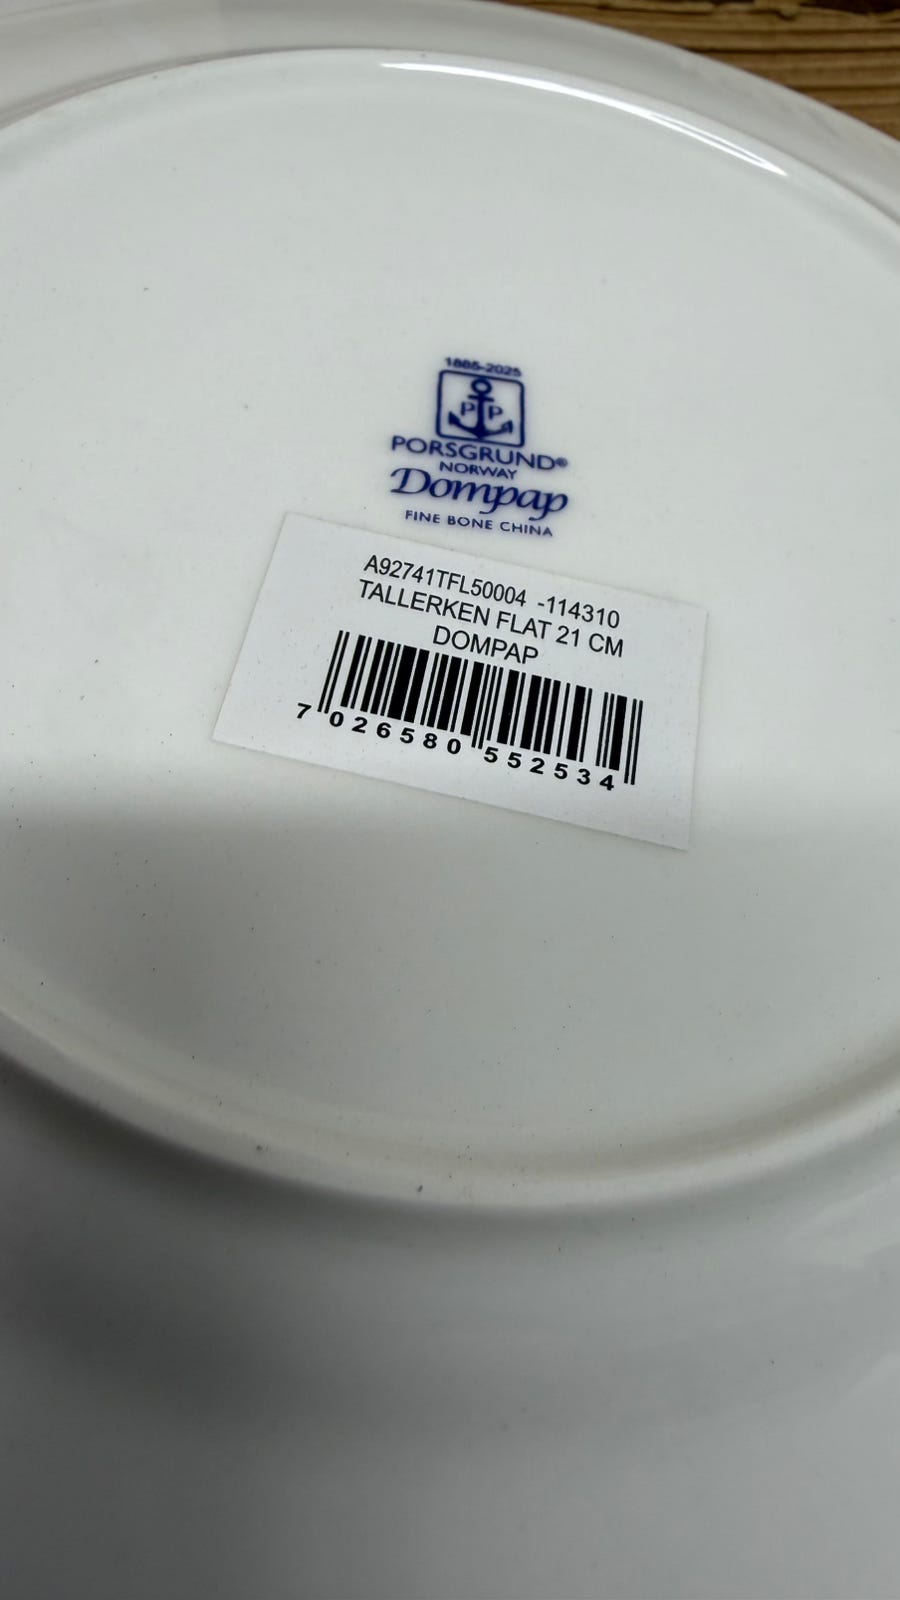 1885-2025
P P
PORSGRUND®
NORWAY
Dompap
FINE BONE CHINA
A92741TFL50004 -114310
TALLERKEN FLAT 21 CM
DOMPAP
7 026580 552534